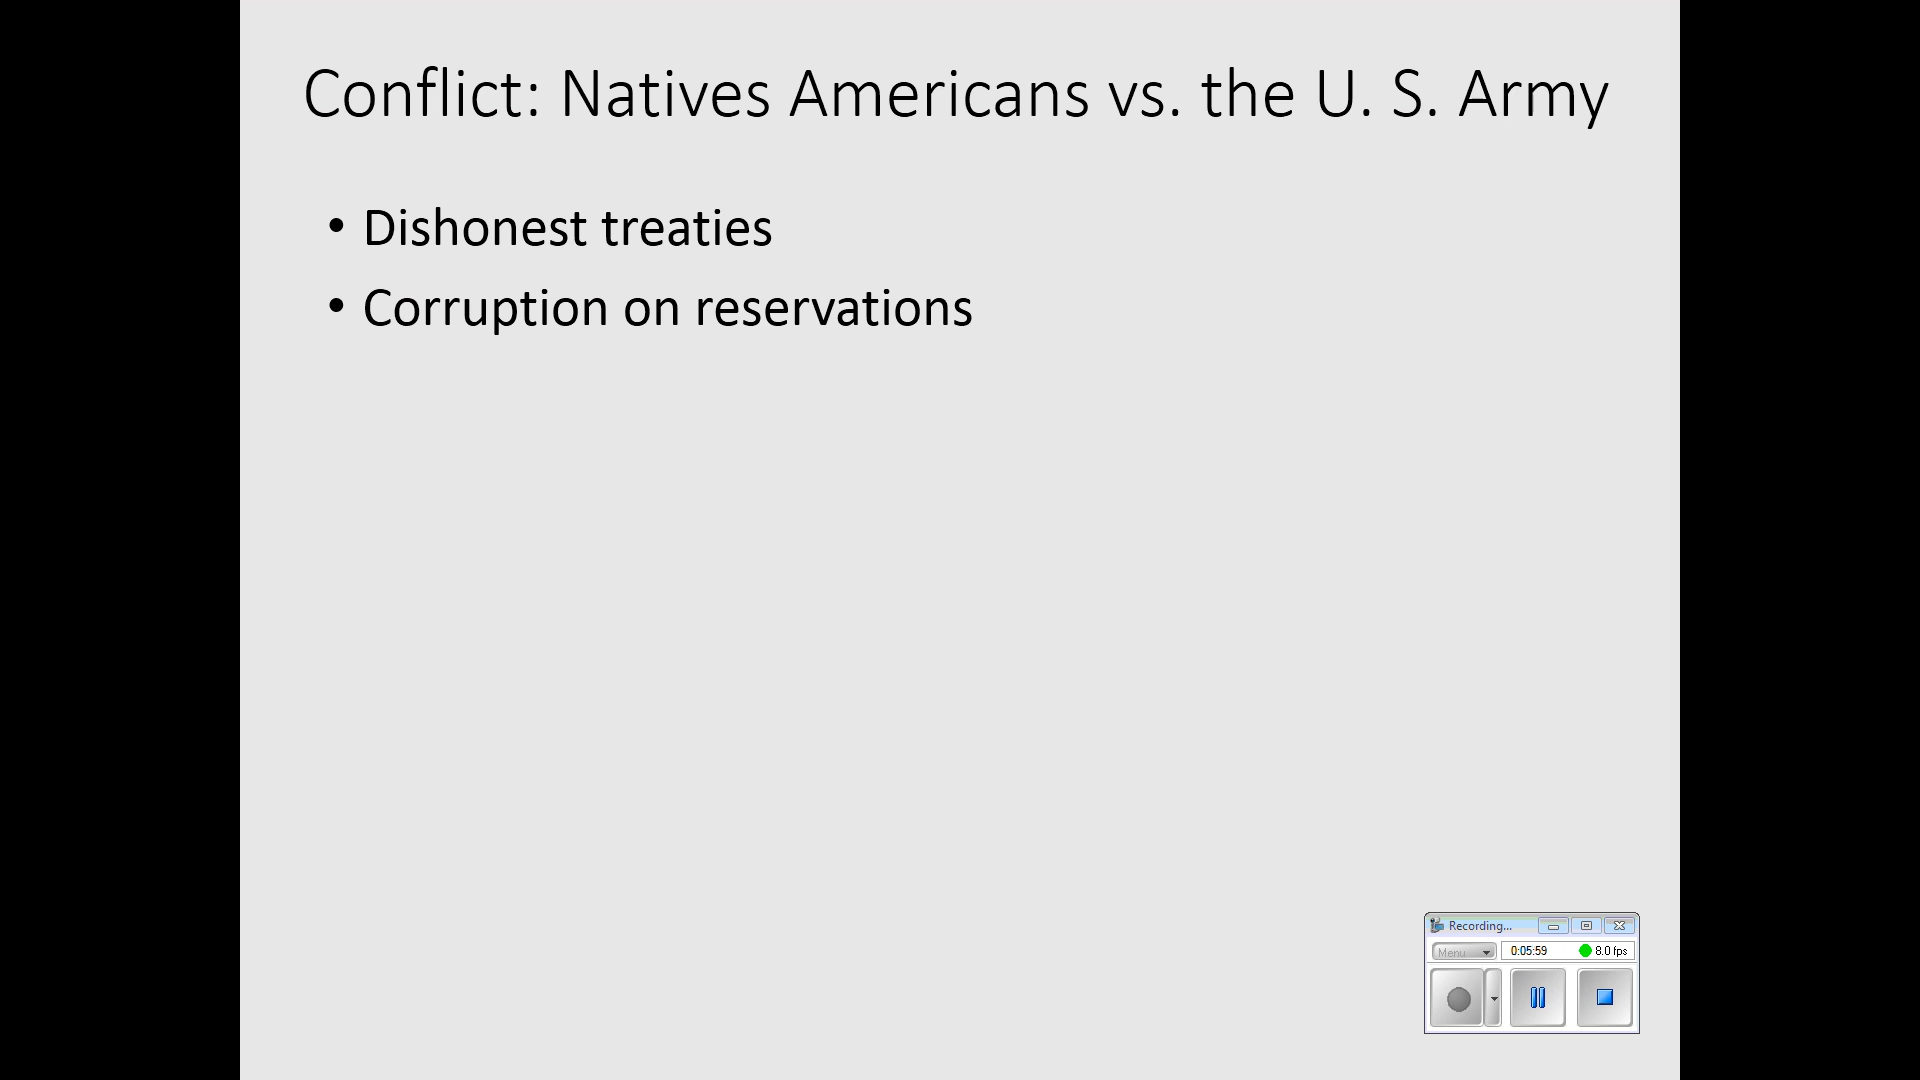 Conflict: Natives Americans vs. the U. S. Army
• Dishonest treaties
• Corruption on reservations
Recording...
Menu
0:05:59
8.0 fps